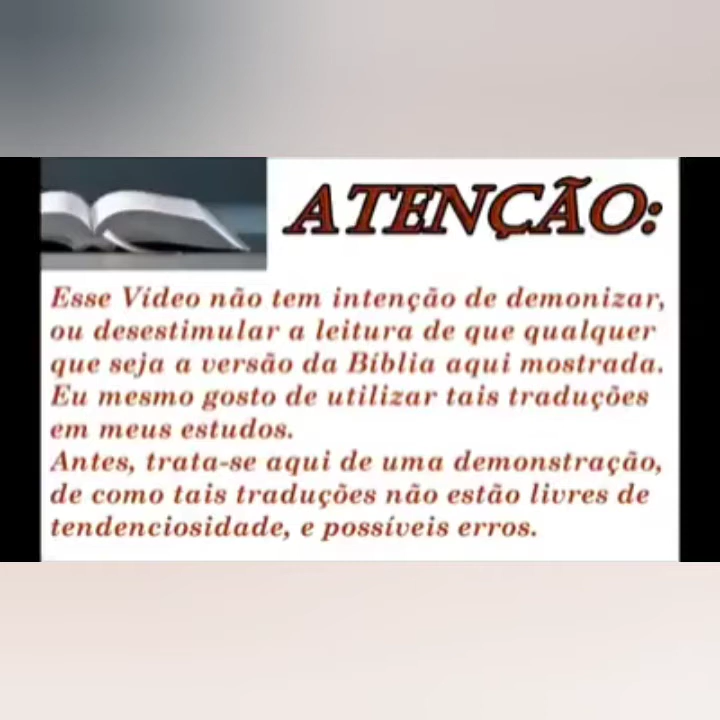 ATENÇÃO:
Esse Vídeo não tem intenção de demonizar,
ou desestimular a leitura de que qualquer
que seja a versão da Bíblia aqui mostrada.
Eu mesmo gosto de utilizar tais traduções
em meus estudos.
Antes, trata-se aqui de uma demonstração,
de como tais traduções não estão livres de
tendenciosidade, e possíveis erros.